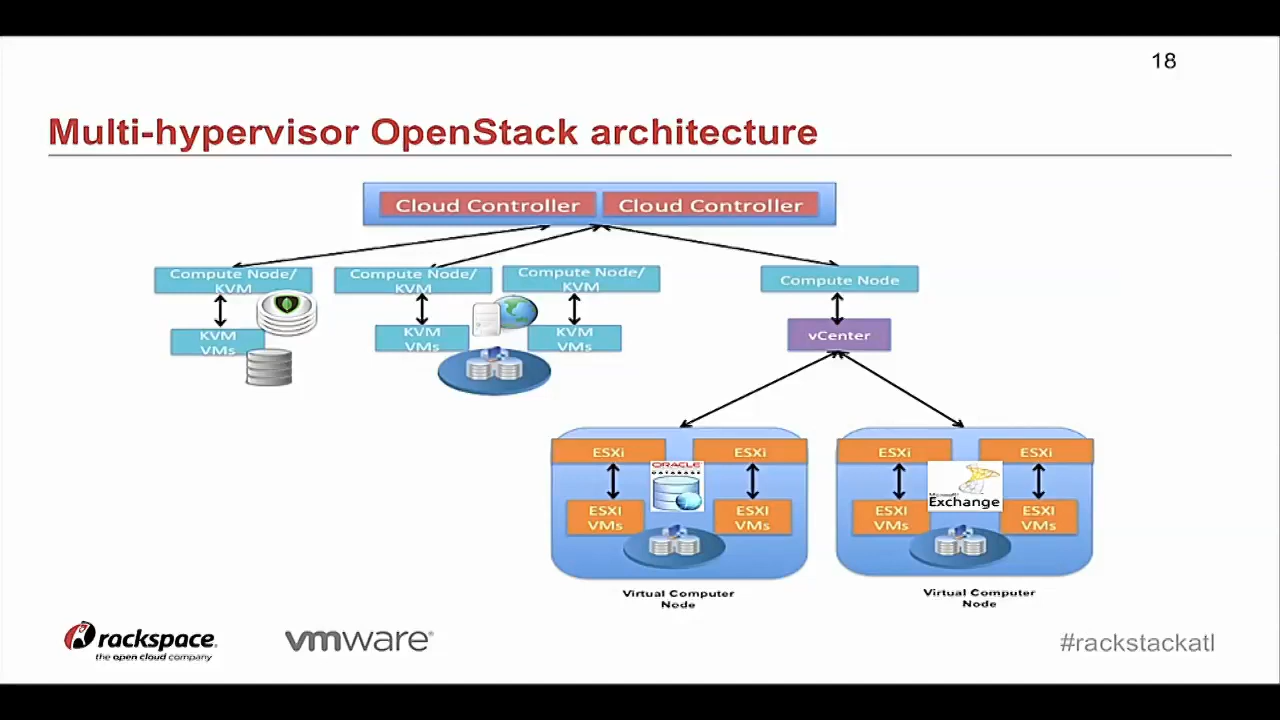 18
Multi-hypervisor OpenStack architecture
Cloud Controller
Cloud Controller
Compute Node/
KVM
Compute Node/
KVM
Compute Node/
KVM
Compute Node
KVM
VMs
KVM
VMs
KVM
VMs
vCenter
ESXi
ESXi
ESXi
ESXi
ORACLE
DATABASE
Microsoft
Exchange
ESXI
VMs
ESXI
VMs
ESXI
VMs
ESXI
VMs
Virtual Computer
Node
Virtual Computer
Node
rackspace.
the open cloud company
vmware®
#rackstackatl